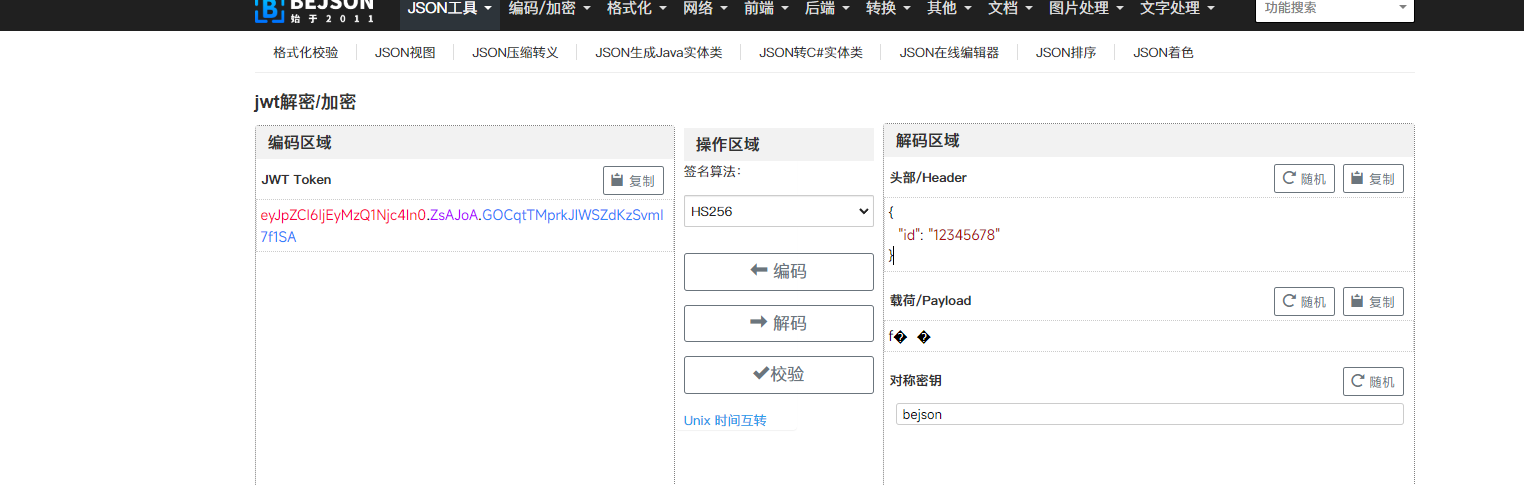 BEJSON
始于2011
JSON工具 编码/加密 格式化 网络 前端 后端 转换 其他 文档 图片处理 文字处理 功能搜索
格式化校验 JSON视图 JSON压缩转义 JSON生成Java实体类 JSON转C#实体类 JSON在线编辑器 JSON排序 JSON着色
jwt解密/加密
编码区域
JWT Token 复制
eyJpZCI6IjEyMzQ1Njc4In0.ZsAJoA.GOCqtTMprkJIWSZdKzSvmI
7f1SA
操作区域
签名算法:
HS256
编码
解码
校验
Unix 时间互转
解码区域
头部/Header 随机 复制
{
"id": "12345678"
}
载荷/Payload 随机 复制
f� �
对称密钥 随机
bejson